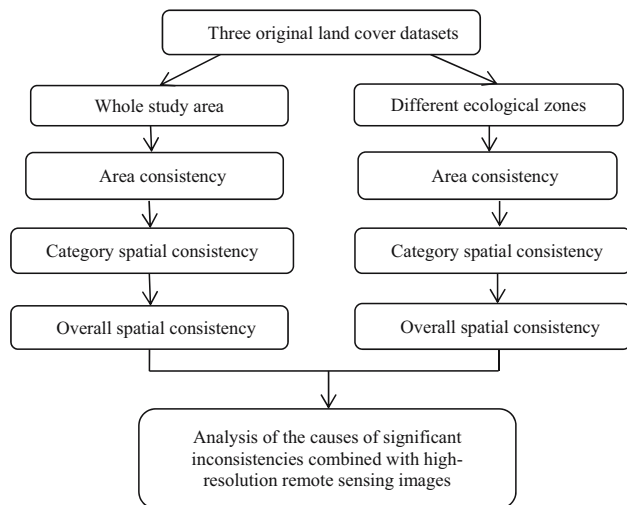 Three original land cover datasets
Whole study area
Different ecological zones
Area consistency
Area consistency
Category spatial consistency
Category spatial consistency
Overall spatial consistency
Overall spatial consistency
Analysis of the causes of significant
inconsistencies combined with high-
resolution remote sensing images